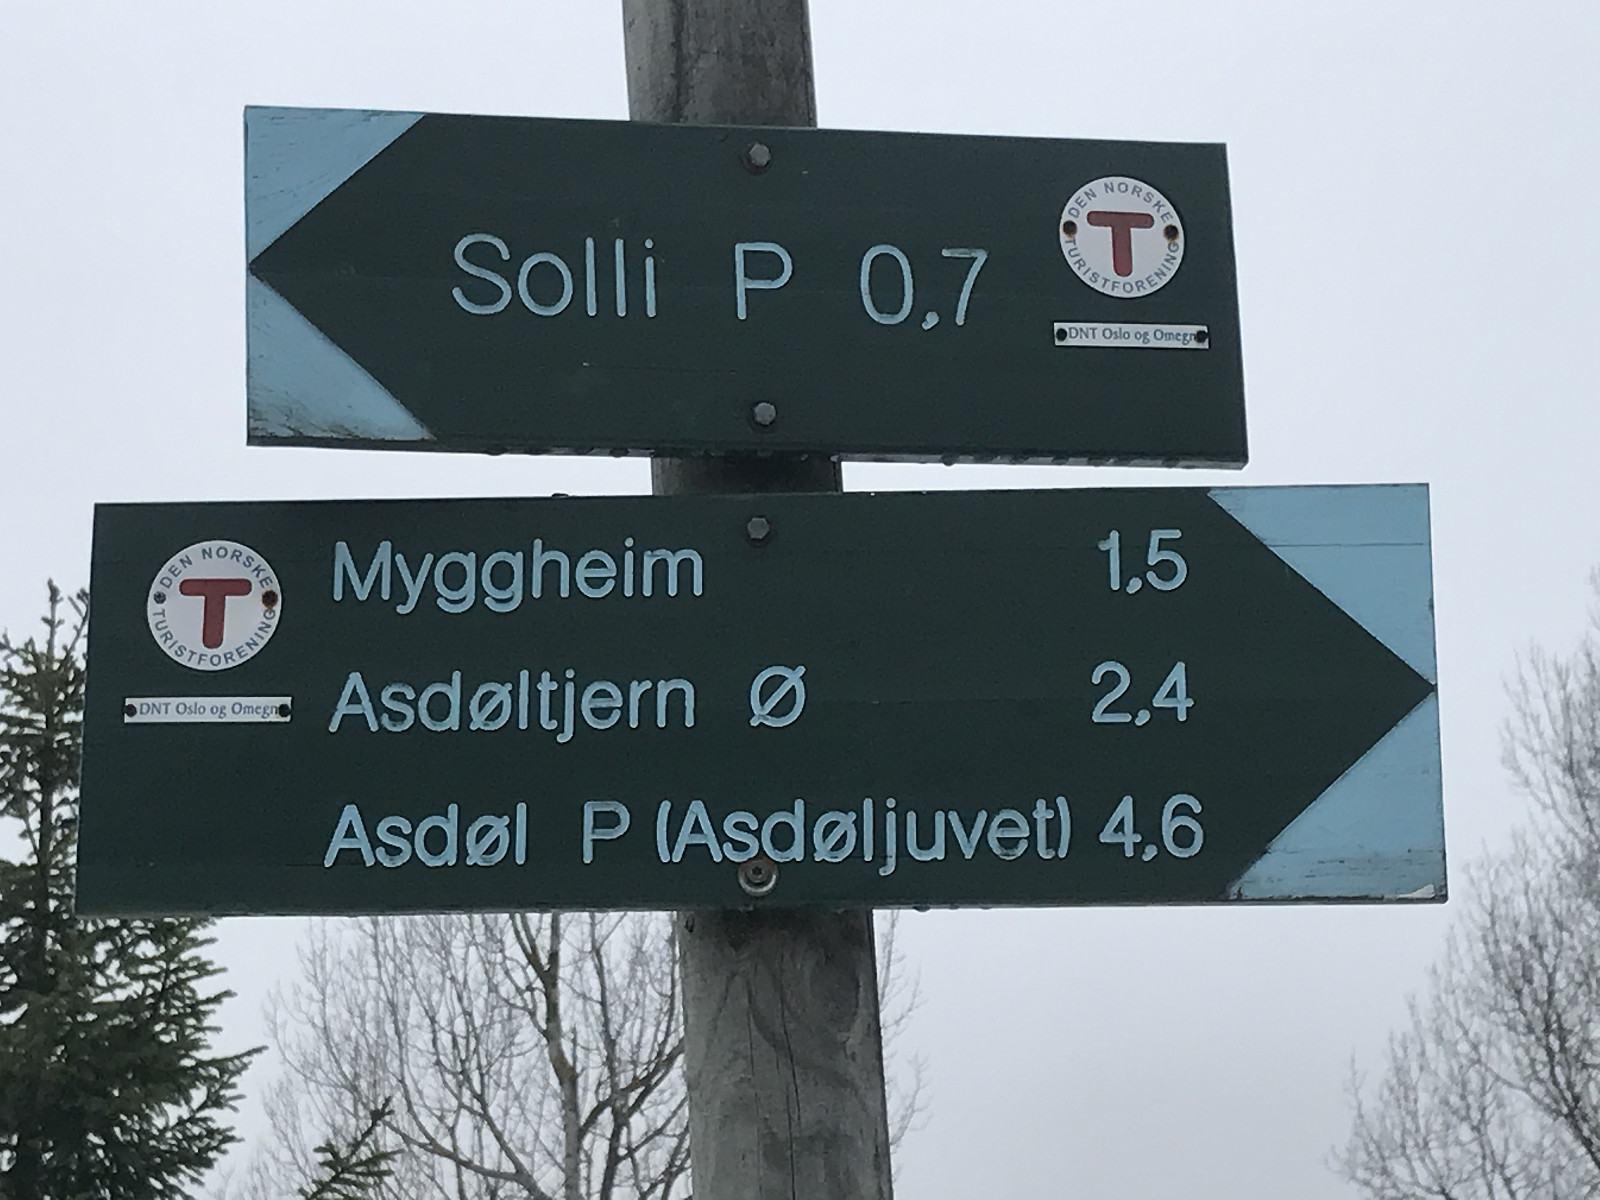 Solli P 0,7
DEN NORSKE TURISTFORENING
T
DNT Oslo og Omegn
DEN NORSKE TURISTFORENING
T
DNT Oslo og Omegn
Myggheim 1,5
Asdøltjern Ø 2,4
Asdøl P (Asdøljuvet) 4,6